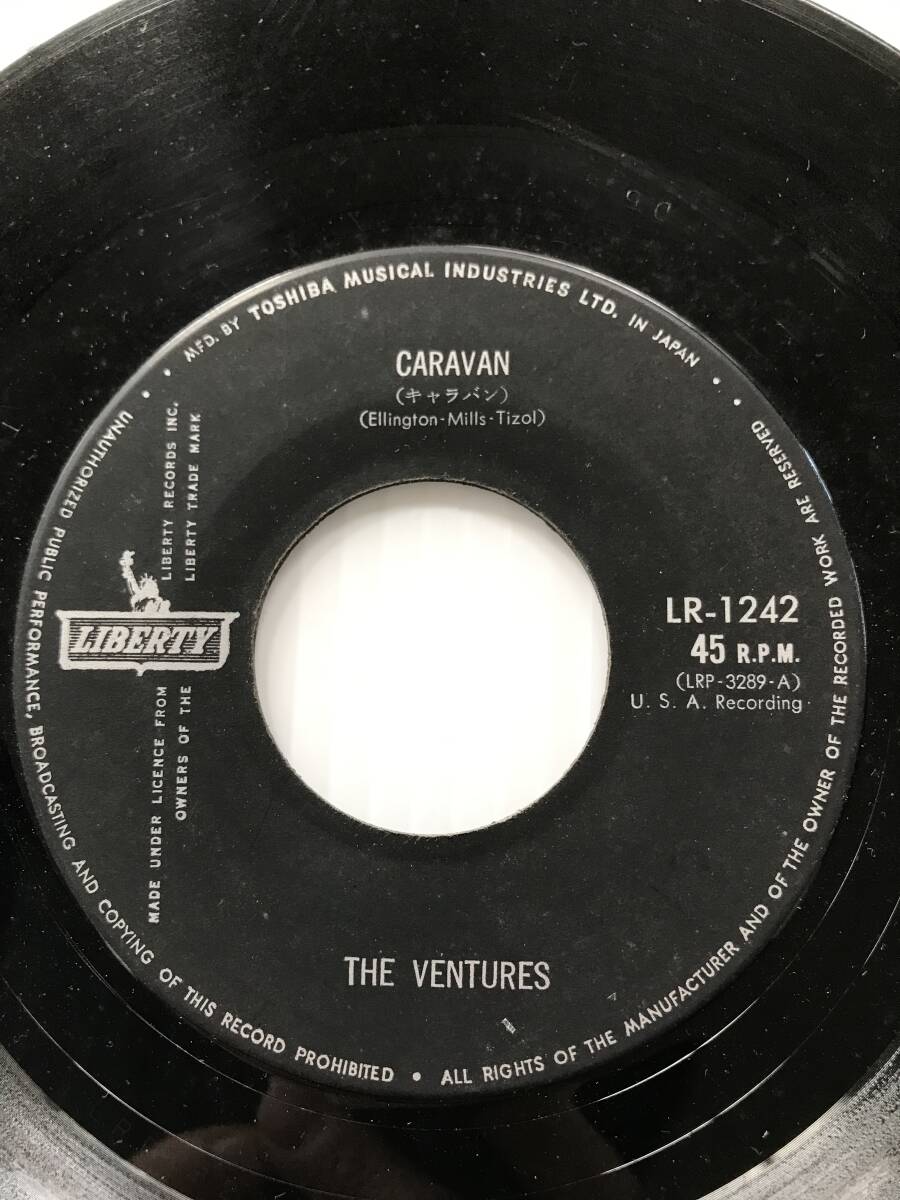 MFD. BY TOSHIBA MUSICAL INDUSTRIES LTD. IN JAPAN
CARAVAN
(キャラバン)
(Ellington-Mills-Tizol)
LIBERTY RECORDS INC.
LIBERTY TRADE MARK
LIBERTY
MADE UNDER LICENCE FROM
OWNERS OF THE
LR-1242
45 R.P.M.
(LRP-3289-A)
U. S. A. Recording
THE VENTURES
UNAUTHORIZED PUBLIC PERFORMANCE, BROADCASTING AND COPYING OF THIS RECORD PROHIBITED • ALL RIGHTS OF THE MANUFACTURER AND OF THE OWNER OF THE RECORDED WORK ARE RESERVED